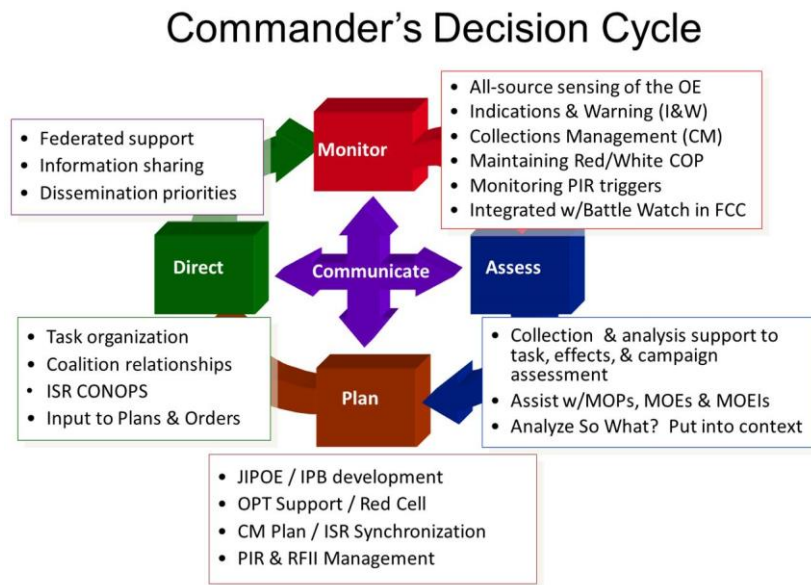 Commander's Decision Cycle
• Federated support
• Information sharing
• Dissemination priorities
Monitor
• All-source sensing of the OE
• Indications & Warning (I&W)
• Collections Management (CM)
• Maintaining Red/White COP
• Monitoring PIR triggers
• Integrated w/Battle Watch in FCC
Direct
Communicate
Assess
• Task organization
• Coalition relationships
• ISR CONOPS
• Input to Plans & Orders
Plan
• Collection & analysis support to
task, effects, & campaign
assessment
• Assist w/MOPs, MOEs & MOEIs
• Analyze So What? Put into context
• JIPOE / IPB development
• OPT Support / Red Cell
• CM Plan / ISR Synchronization
• PIR & RFII Management